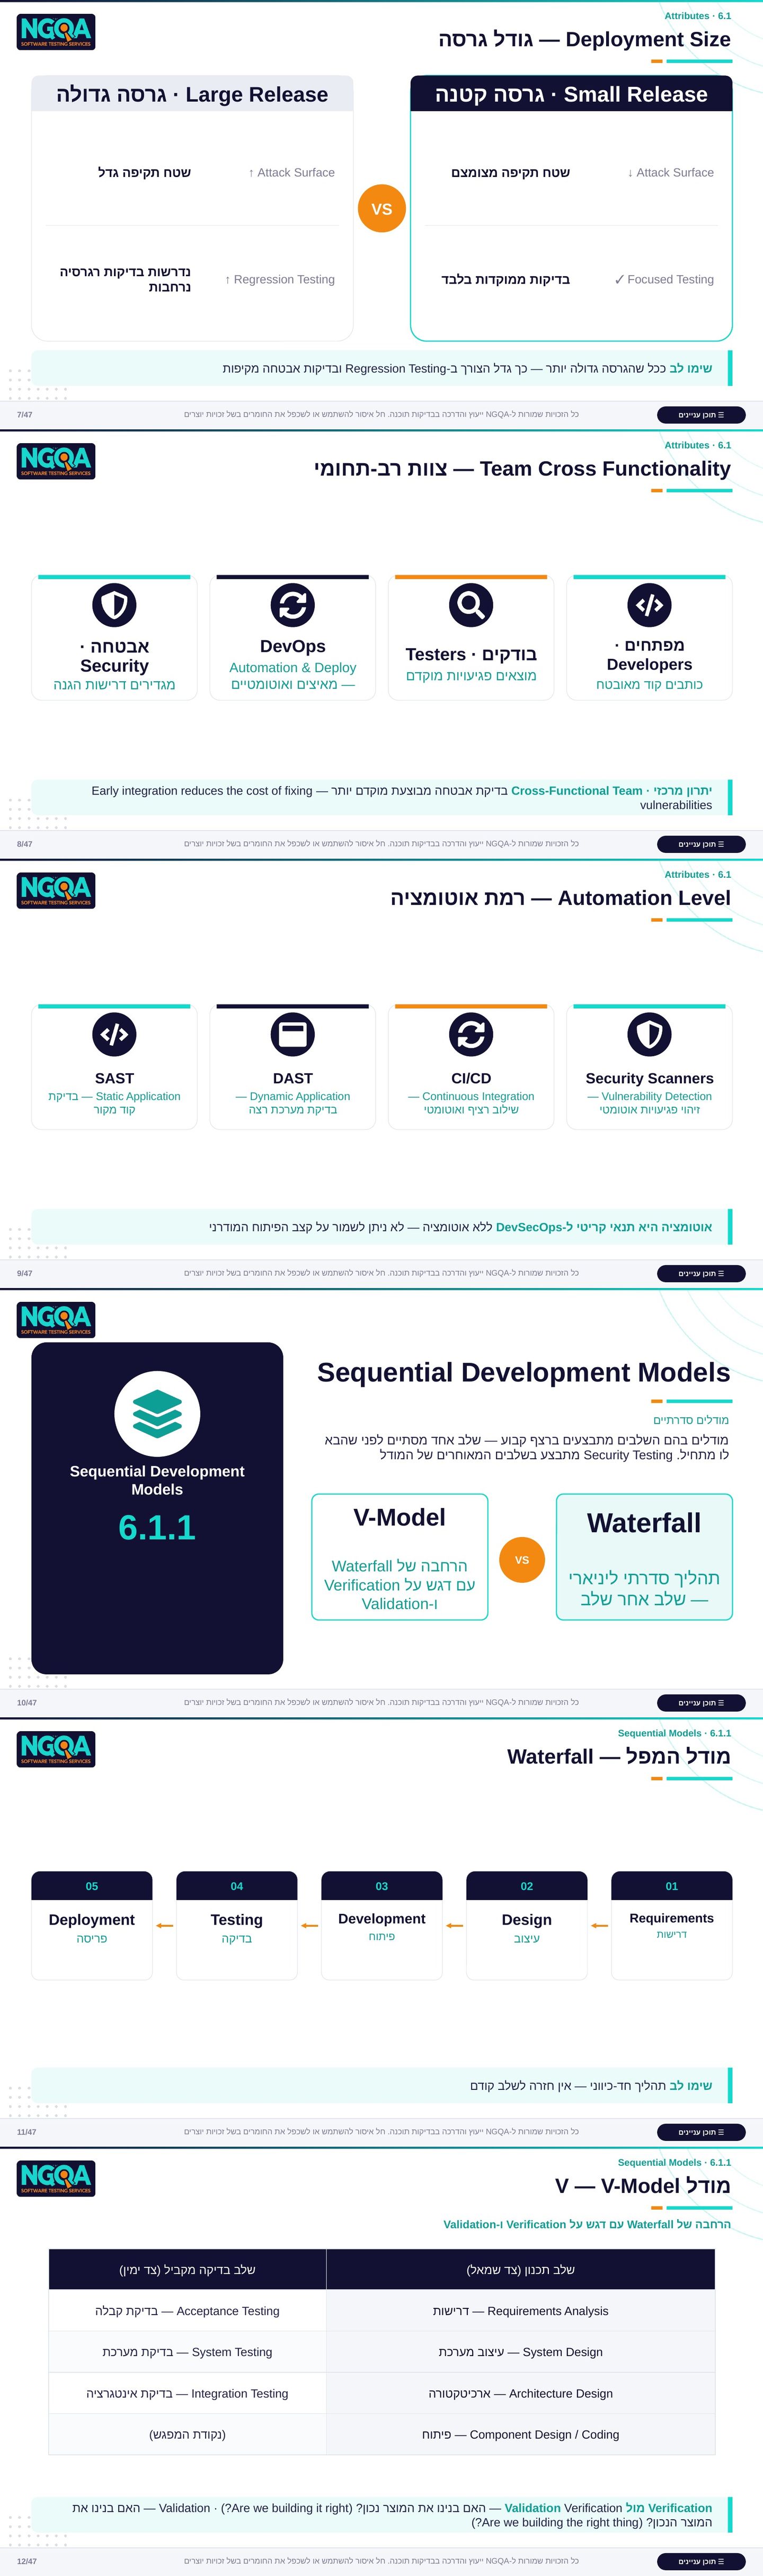 NGQA
SOFTWARE TESTING SERVICES
Attributes · 6.1
Deployment Size — גודל גרסה
Small Release · גרסה קטנה
↓ Attack Surface
שטח תקיפה מצומצם
✓ Focused Testing
בדיקות ממוקדות בלבד
VS
Large Release · גרסה גדולה
↑ Attack Surface
שטח תקיפה גדל
↑ Regression Testing
נדרשות בדיקות רגרסיה
נרחבות
שימו לב ככל שהגרסה גדולה יותר — כך גדל הצורך ב-Regression Testing ובדיקות אבטחה מקיפות
☰ תוכן עניינים
כל הזכויות שמורות ל-NGQA ייעוץ והדרכה בבדיקות תוכנה. חל איסור להשתמש או לשכפל את החומרים בשל זכויות יוצרים
7/47
NGQA
SOFTWARE TESTING SERVICES
Attributes · 6.1
Team Cross Functionality — צוות רב-תחומי
מפתחים ·
Developers
כותבים קוד מאובטח
בודקים · Testers
מוצאים פגיעויות מוקדם
DevOps
Automation & Deploy
— מאיצים ואוטומטיים
אבטחה ·
Security
מגדירים דרישות הגנה
יתרון מרכזי · Cross-Functional Team בדיקת אבטחה מבוצעת מוקדם יותר — Early integration reduces the cost of fixing
vulnerabilities
☰ תוכן עניינים
כל הזכויות שמורות ל-NGQA ייעוץ והדרכה בבדיקות תוכנה. חל איסור להשתמש או לשכפל את החומרים בשל זכויות יוצרים
8/47
NGQA
SOFTWARE TESTING SERVICES
Attributes · 6.1
Automation Level — רמת אוטומציה
Security Scanners
Vulnerability Detection —
זיהוי פגיעויות אוטומטי
CI/CD
Continuous Integration —
שילוב רציף ואוטומטי
DAST
Dynamic Application —
בדיקת מערכת רצה
SAST
Static Application — בדיקת
קוד מקור
אוטומציה היא תנאי קריטי ל-DevSecOps ללא אוטומציה — לא ניתן לשמור על קצב הפיתוח המודרני
☰ תוכן עניינים
כל הזכויות שמורות ל-NGQA ייעוץ והדרכה בבדיקות תוכנה. חל איסור להשתמש או לשכפל את החומרים בשל זכויות יוצרים
9/47
NGQA
SOFTWARE TESTING SERVICES
Sequential Development Models
מודלים סדרתיים
מודלים בהם השלבים מתבצעים ברצף קבוע — שלב אחד מסתיים לפני שהבא
לו מתחיל. Security Testing מתבצע בשלבים המאוחרים של המודל
Waterfall
תהליך סדרתי ליניארי
— שלב אחר שלב
VS
V-Model
הרחבה של Waterfall
עם דגש על Verification
ו-Validation
Sequential Development
Models
6.1.1
☰ תוכן עניינים
כל הזכויות שמורות ל-NGQA ייעוץ והדרכה בבדיקות תוכנה. חל איסור להשתמש או לשכפל את החומרים בשל זכויות יוצרים
10/47
NGQA
SOFTWARE TESTING SERVICES
Sequential Models · 6.1.1
מודל המפל — Waterfall
01
Requirements
דרישות
02
Design
עיצוב
03
Development
פיתוח
04
Testing
בדיקה
05
Deployment
פריסה
שימו לב תהליך חד-כיווני — אין חזרה לשלב קודם
☰ תוכן עניינים
כל הזכויות שמורות ל-NGQA ייעוץ והדרכה בבדיקות תוכנה. חל איסור להשתמש או לשכפל את החומרים בשל זכויות יוצרים
11/47
NGQA
SOFTWARE TESTING SERVICES
Sequential Models · 6.1.1
מודל V — V-Model
הרחבה של Waterfall עם דגש על Verification ו-Validation
שלב תכנון (צד שמאל)
שלב בדיקה מקביל (צד ימין)
Requirements Analysis — דרישות
Acceptance Testing — בדיקת קבלה
System Design — עיצוב מערכת
System Testing — בדיקת מערכת
Architecture Design — ארכיטקטורה
Integration Testing — בדיקת אינטגרציה
Component Design / Coding — פיתוח
(נקודת המפגש)
Verification מול Validation Verification — האם בנינו את המוצר נכון? (Are we building it right?) · Validation — האם בנינו את
המוצר הנכון? (Are we building the right thing?)
☰ תוכן עניינים
כל הזכויות שמורות ל-NGQA ייעוץ והדרכה בבדיקות תוכנה. חל איסור להשתמש או לשכפל את החומרים בשל זכויות יוצרים
12/47